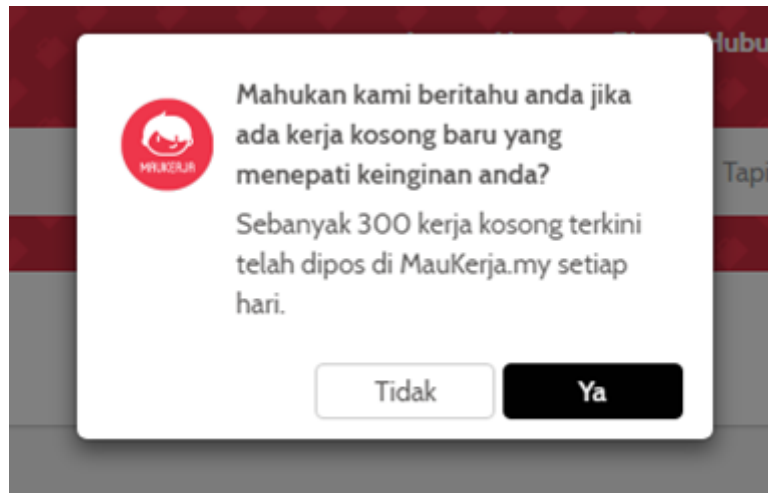 Hubu
Mahukan kami beritahu anda jika
ada kerja kosong baru yang
menepati keinginan anda?
MAUKERJA
Tapi
Sebanyak 300 kerja kosong terkini
telah dipos di MauKerja.my setiap
hari.
Tidak
Ya